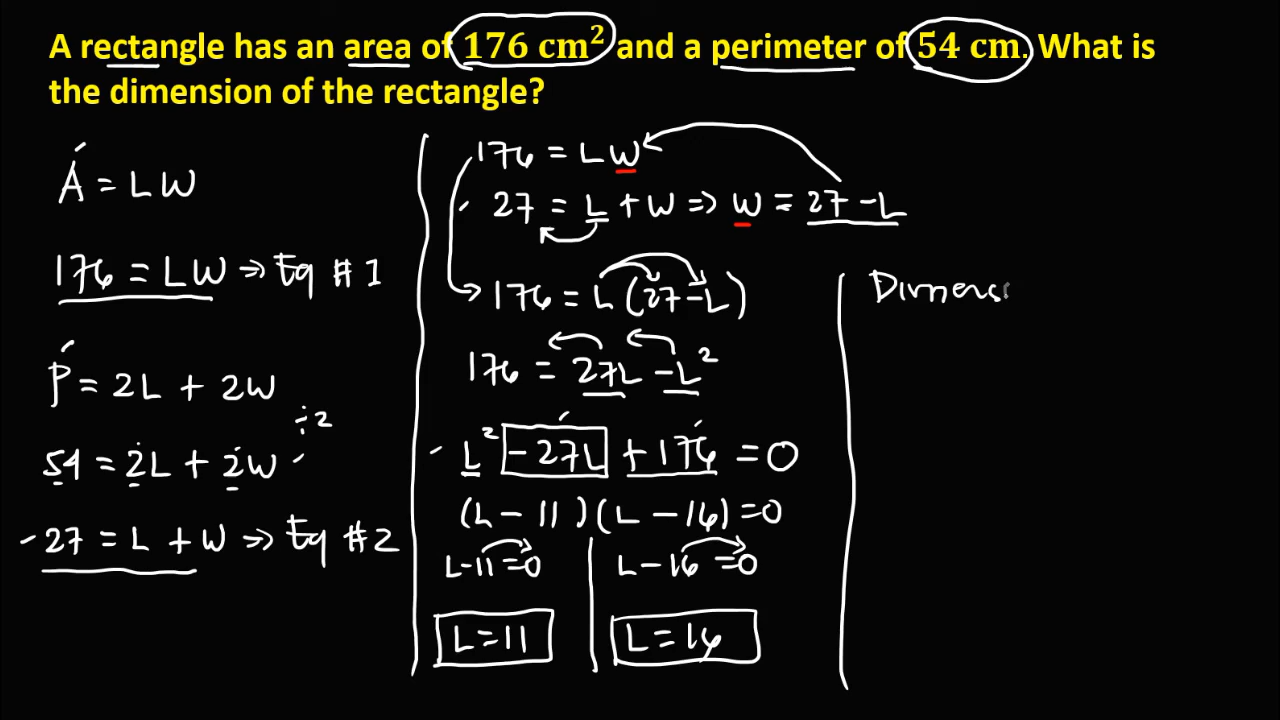 A rectangle has an area of 176 cm² and a perimeter of 54 cm. What is
the dimension of the rectangle?
A = LW
176 = LW ⇒ Eq # 1
P = 2L + 2W
÷2
54 = 2L + 2W
27 = L + W ⇒ Eq #2
176 = LW
27 = L + W ⇒ W = 27 - L
176 = L(27 - L)
176 = 27L - L²
L² - 27L + 176 = 0
(L - 11)(L - 16) = 0
L - 11 = 0
L - 16 = 0
L = 11
L = 16
Dimens